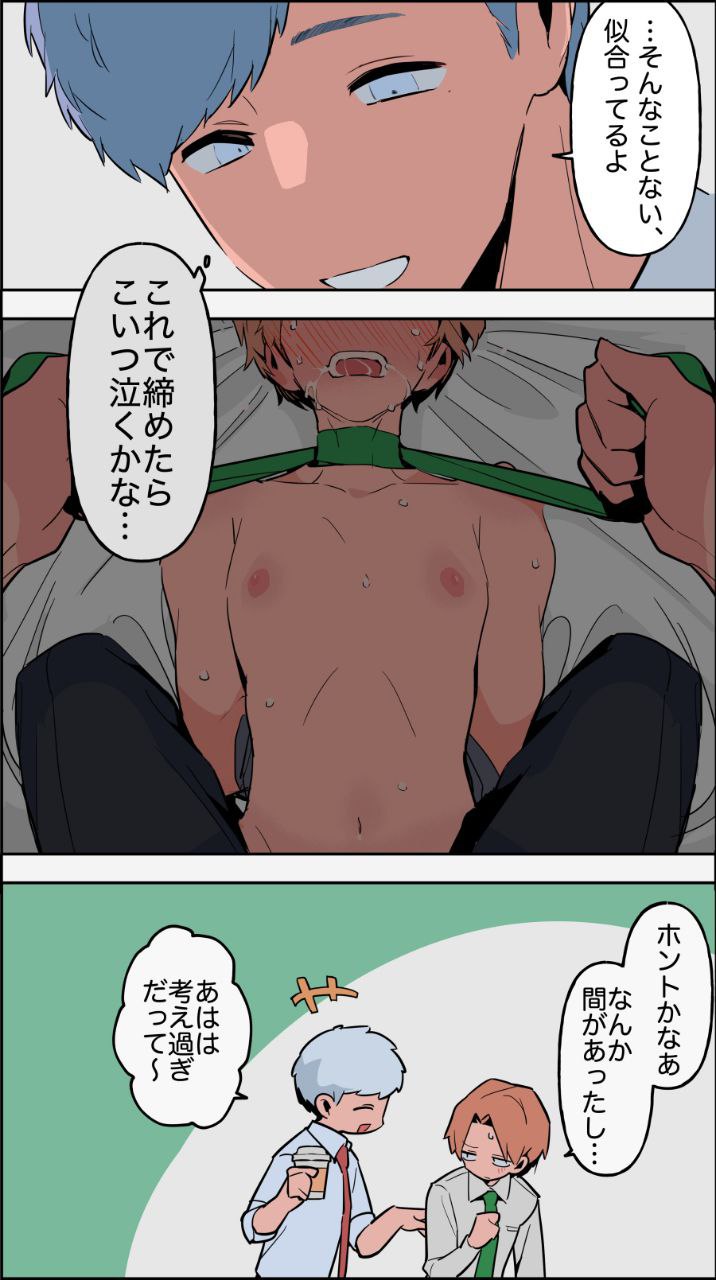 …そんなことない、
似合ってるよ
これで締めたら
こいつ泣くかな…
ホントかなあ
なんか
間があったし…
あはは
考え過ぎ
だって〜